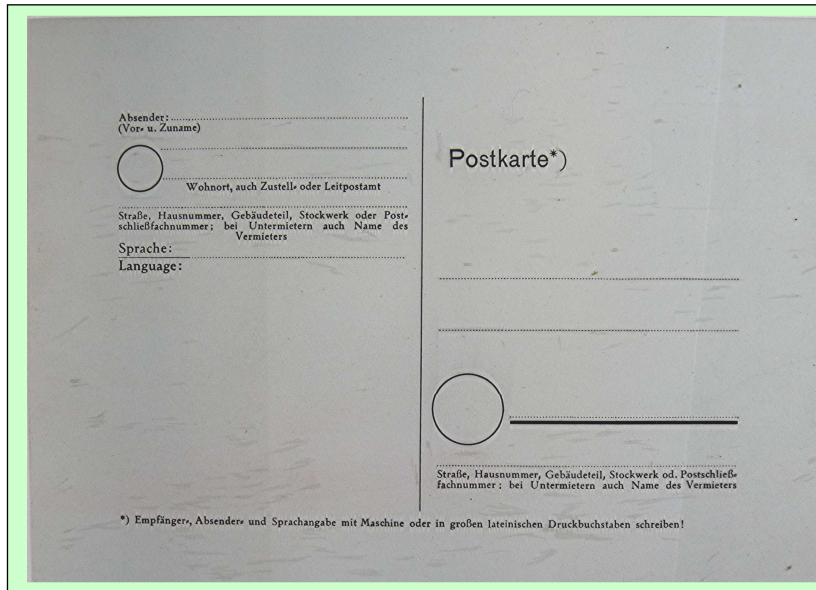 Absender:
(Vor- u. Zuname)
Wohnort, auch Zustell- oder Leitpostamt
Straße, Hausnummer, Gebäudeteil, Stockwerk oder Post-
schließfachnummer; bei Untermietern auch Name des
Vermieters
Sprache:
Language:
Postkarte*)
Straße, Hausnummer, Gebäudeteil, Stockwerk od. Postschließ-
fachnummer; bei Untermietern auch Name des Vermieters
*) Empfänger-, Absender- und Sprachangabe mit Maschine oder in großen lateinischen Druckbuchstaben schreiben!